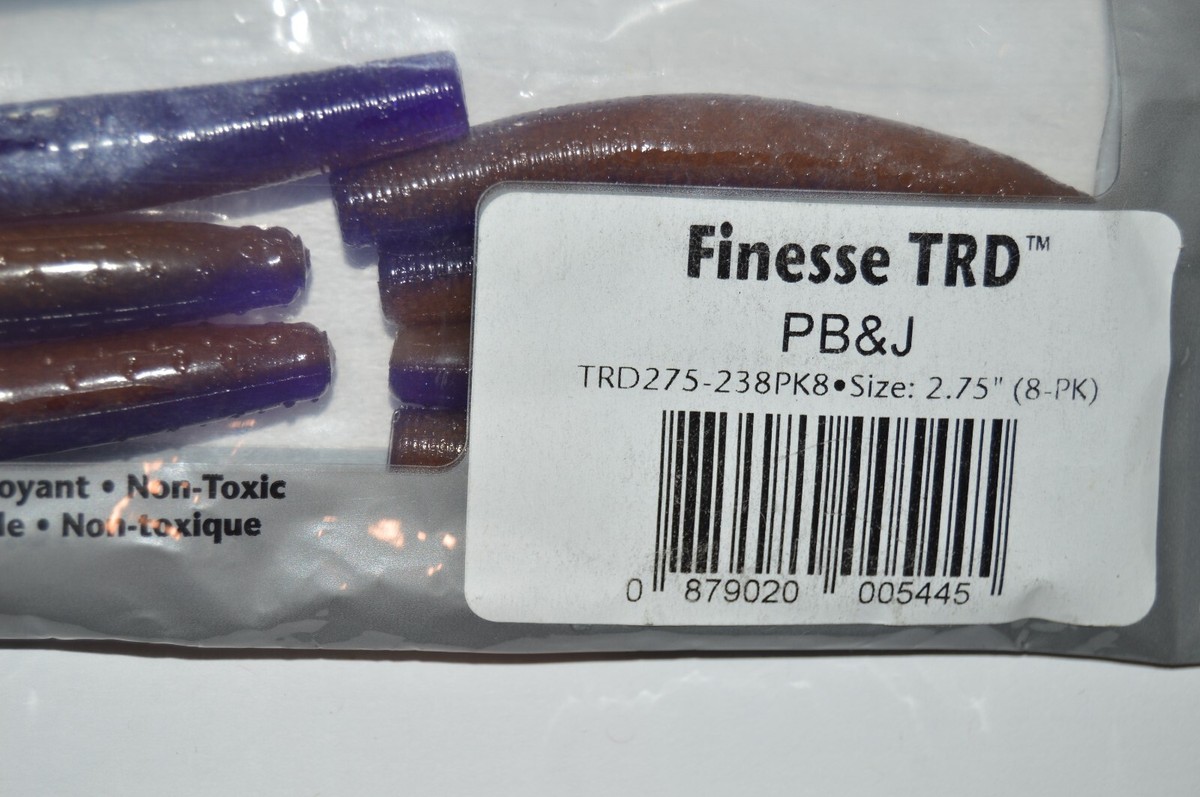 Finesse TRD™
PB&J
TRD275-238PK8•Size: 2.75" (8-PK)
0 879020 005445
oyant • Non-Toxic
le • Non-toxique